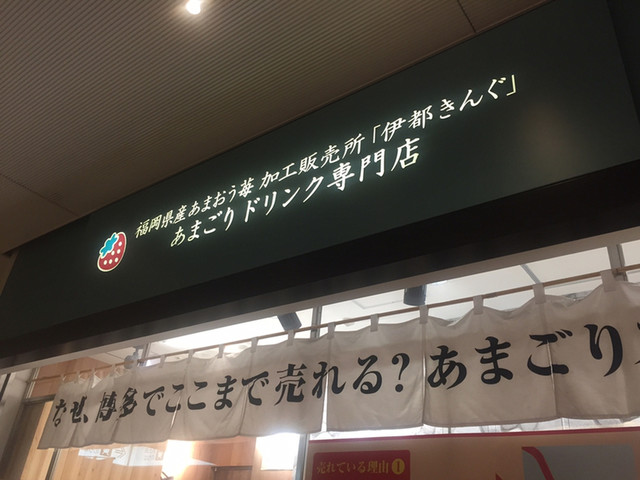 福岡県産あまおう苺 加工販売所「伊都きんぐ」
あまごりドリンク専門店
なぜ、博多でここまで売れる?あまごり
売れている理由1